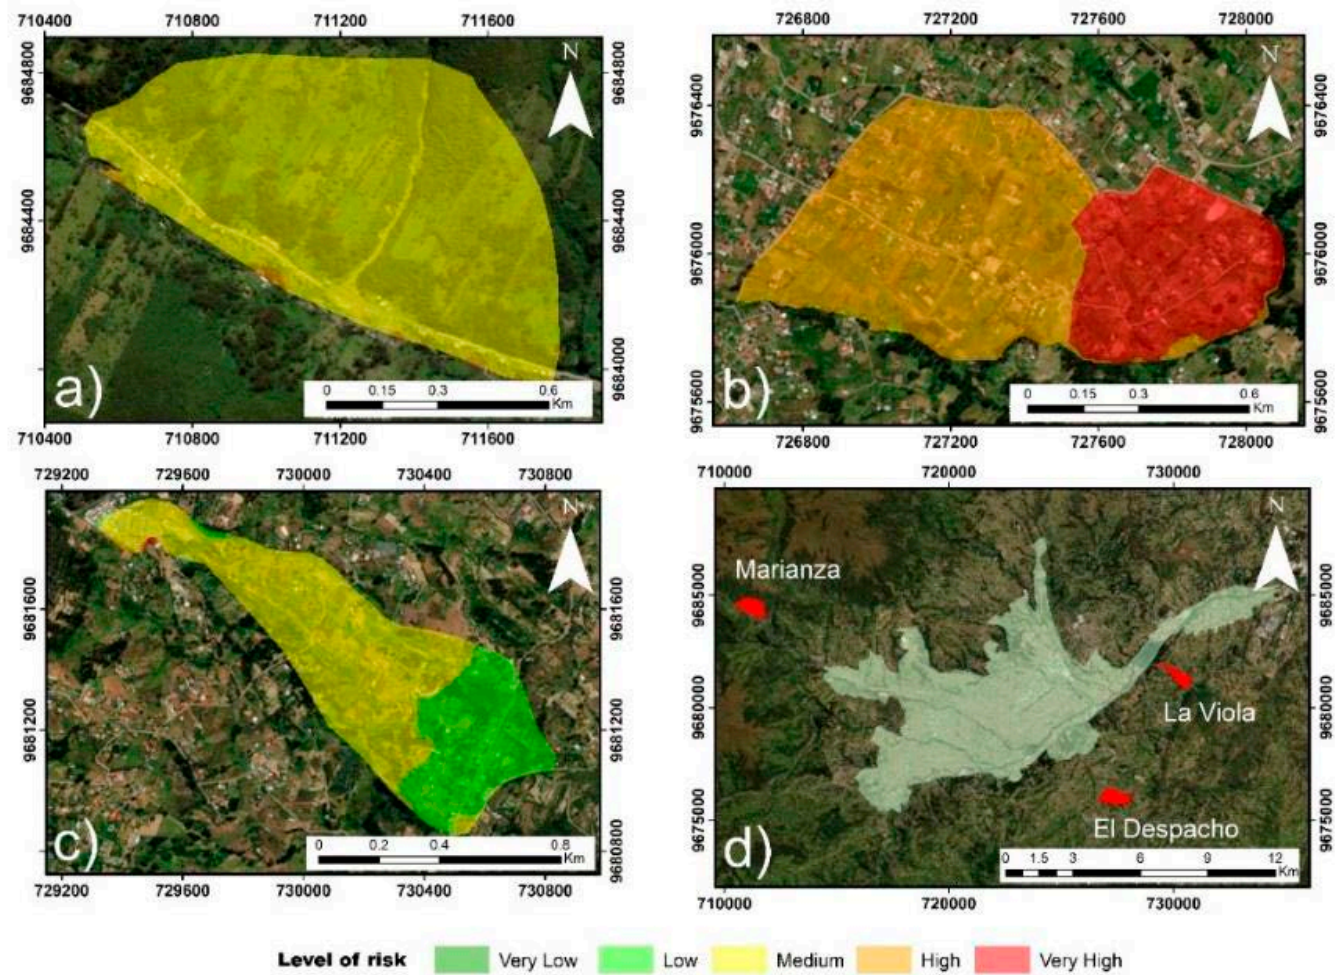 710400 710800 711200 711600
N
9684800
9684400
9684000
9684800
9684400
9684000
a)
0 0.15 0.3 0.6
Km
710400 710800 711200 711600
726800 727200 727600 728000
N
9676400
9676000
9675600
9676400
9676000
9675600
b)
0 0.15 0.3 0.6
Km
726800 727200 727600 728000
729200 729600 730000 730400 730800
N
9681600
9681200
9680800
9681600
9681200
9680800
c)
0 0.2 0.4 0.8
Km
729200 729600 730000 730400 730800
710000 720000 730000
N
9685000
9680000
9675000
9685000
9680000
9675000
Marianza
La Viola
El Despacho
d)
0 1.5 3 6 9 12
Km
710000 720000 730000
Level of risk Very Low Low Medium High Very High